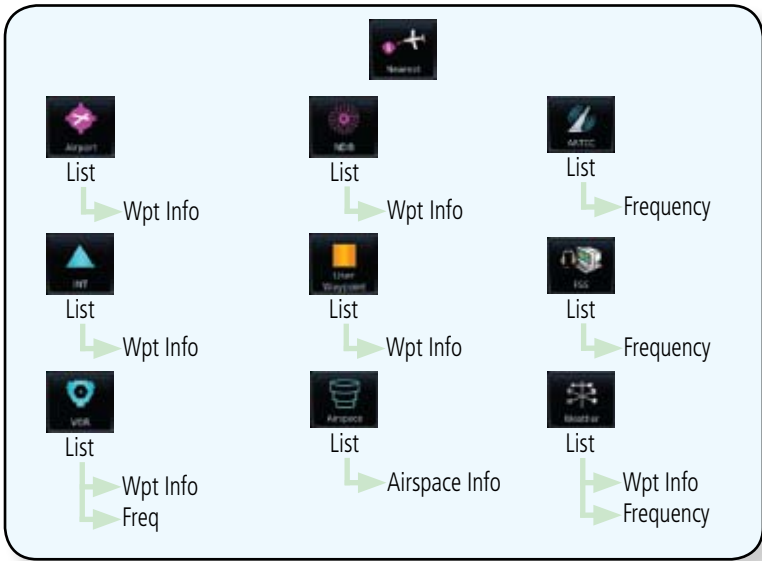 Nearest
Airport
List
Wpt Info
NDB
List
Wpt Info
ARTCC
List
Frequency
INT
List
Wpt Info
User
Waypoint
List
Wpt Info
FSS
List
Frequency
VOR
List
Wpt Info
Freq
Airspace
List
Airspace Info
Weather
List
Wpt Info
Frequency